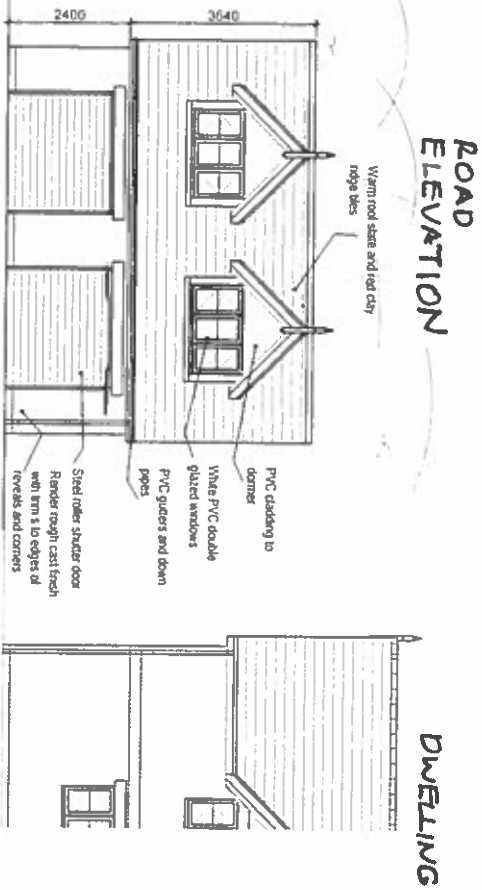 ROAD
ELEVATION
Warm roof slate and red clay
ridge tiles
3640
2400
PVC cladding to
dormer
White PVC double
glazed windows
PVC gutters and down
pipes
Steel roller shutter door
Render rough cast finish
with trim s to edges of
reveals and corners
DWELLING